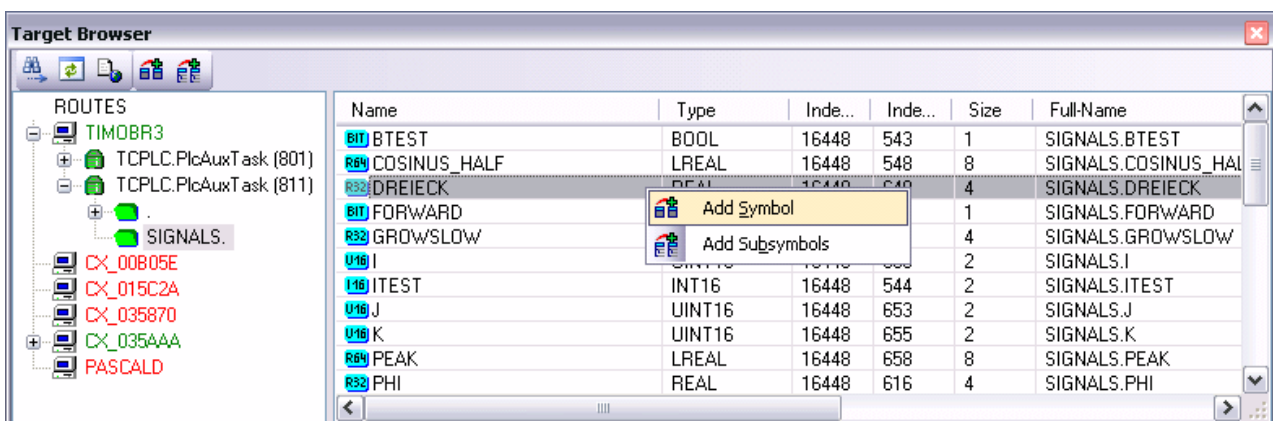 Target Browser
ROUTES
TIMOBR3
TCPLC.PlcAuxTask (801)
TCPLC.PlcAuxTask (811)
.
SIGNALS.
CX_00B05E
CX_015C2A
CX_035870
CX_035AAA
PASCALD
Name Type Inde... Inde... Size Full-Name
BIT BTEST BOOL 16448 543 1 SIGNALS.BTEST
R64 COSINUS_HALF LREAL 16448 548 8 SIGNALS.COSINUS_HAL
R32 DREIECK REAL 16448 4 SIGNALS.DREIECK
BIT FORWARD 1 SIGNALS.FORWARD
R32 GROWSLOW 4 SIGNALS.GROWSLOW
U16 I 2 SIGNALS.I
I16 ITEST INT16 16448 544 2 SIGNALS.ITEST
U16 J UINT16 16448 653 2 SIGNALS.J
U16 K UINT16 16448 655 2 SIGNALS.K
R64 PEAK LREAL 16448 658 8 SIGNALS.PEAK
R32 PHI REAL 16448 616 4 SIGNALS.PHI
Add Symbol
Add Subsymbols